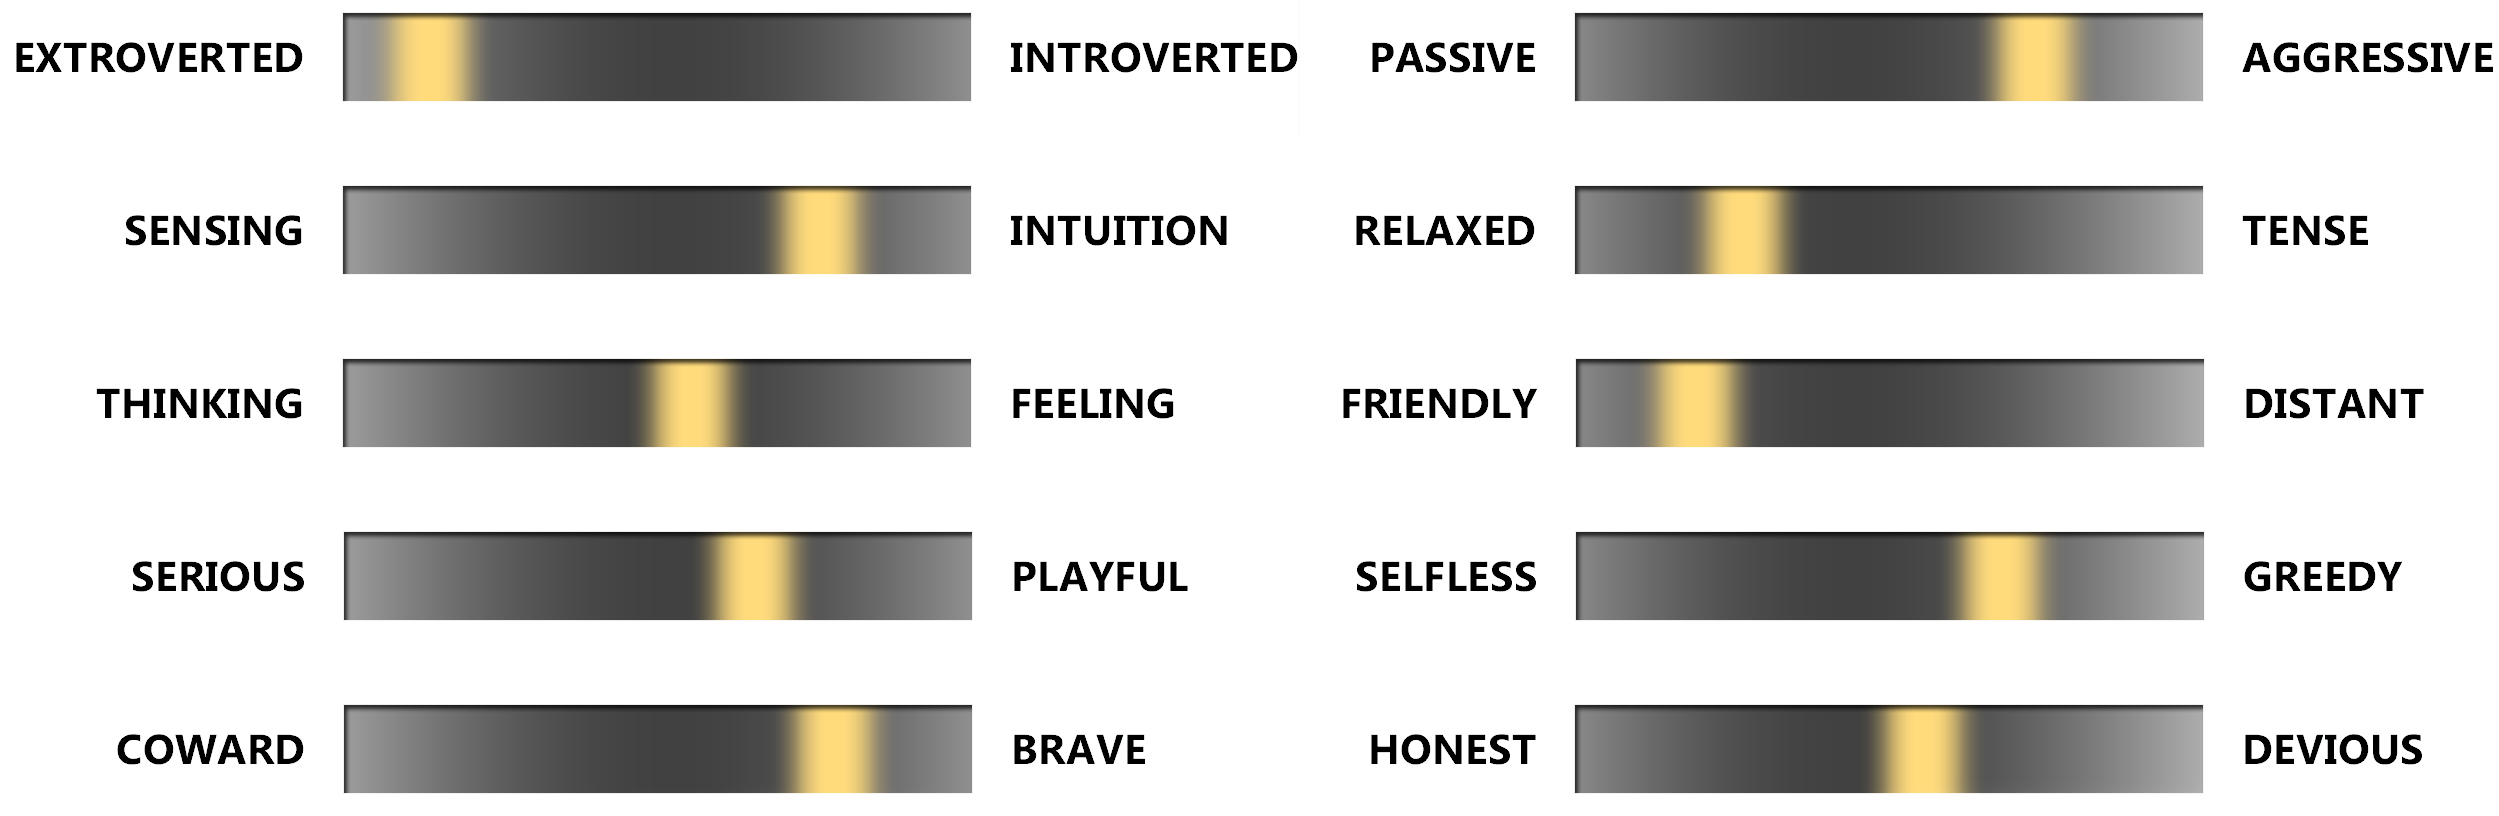 EXTROVERTED INTROVERTED PASSIVE AGGRESSIVE
SENSING INTUITION RELAXED TENSE
THINKING FEELING FRIENDLY DISTANT
SERIOUS PLAYFUL SELFLESS GREEDY
COWARD BRAVE HONEST DEVIOUS